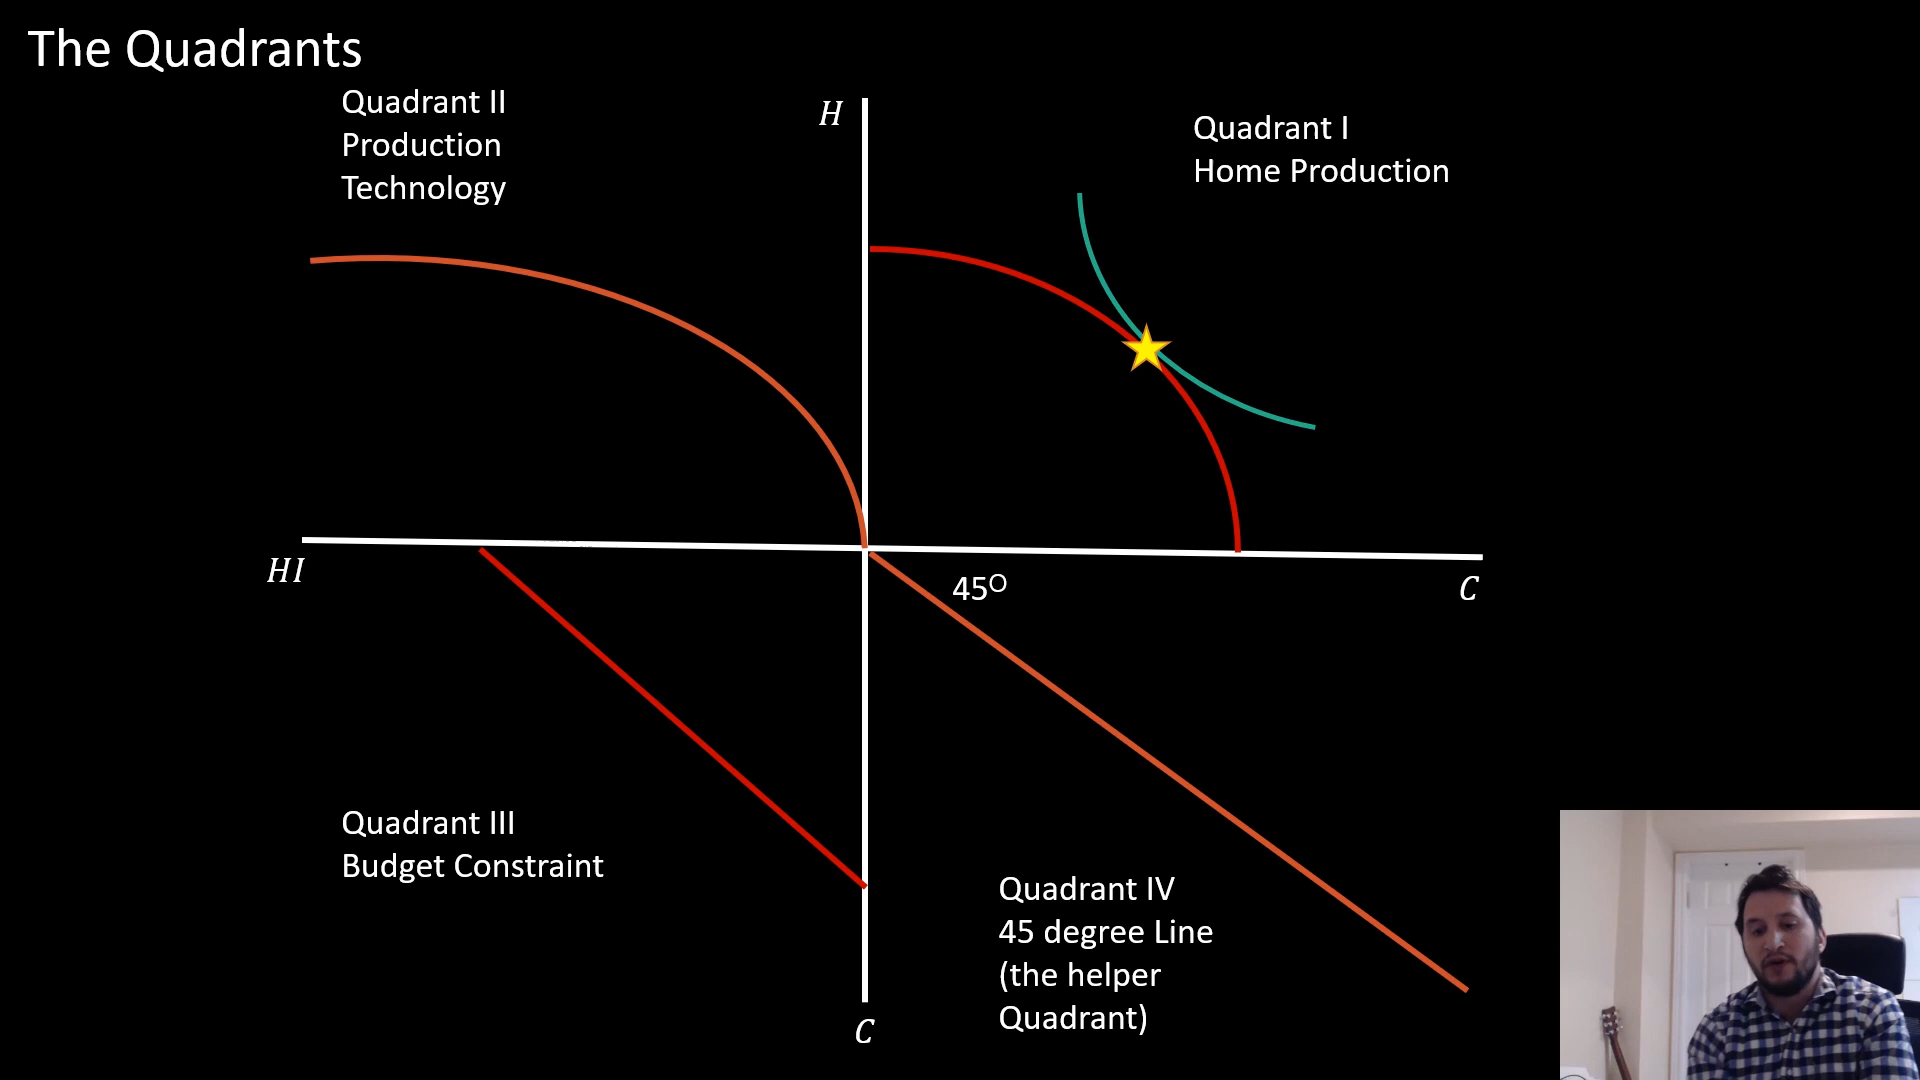 The Quadrants
Quadrant II
Production
Technology
H
Quadrant I
Home Production
HI
45O
C
Quadrant III
Budget Constraint
Quadrant IV
45 degree Line
(the helper
Quadrant)
C